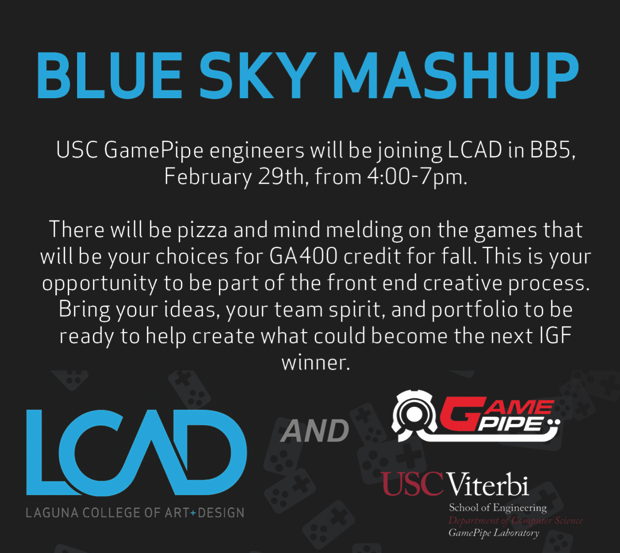 BLUE SKY MASHUP
USC GamePipe engineers will be joining LCAD in BB5,
February 29th, from 4:00-7pm.
There will be pizza and mind melding on the games that
will be your choices for GA400 credit for fall. This is your
opportunity to be part of the front end creative process.
Bring your ideas, your team spirit, and portfolio to be
ready to help create what could become the next IGF
winner.
LCAD
LAGUNA COLLEGE OF ART+DESIGN
AND
GAME
PIPE
USC Viterbi
School of Engineering
Department of Computer Science
GamePipe Laboratory